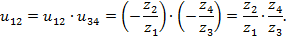 u₁₂ = u₁₂ · u₃₄ = (−z₂/z₁) · (−z₄/z₃) = z₂/z₁ · z₄/z₃.